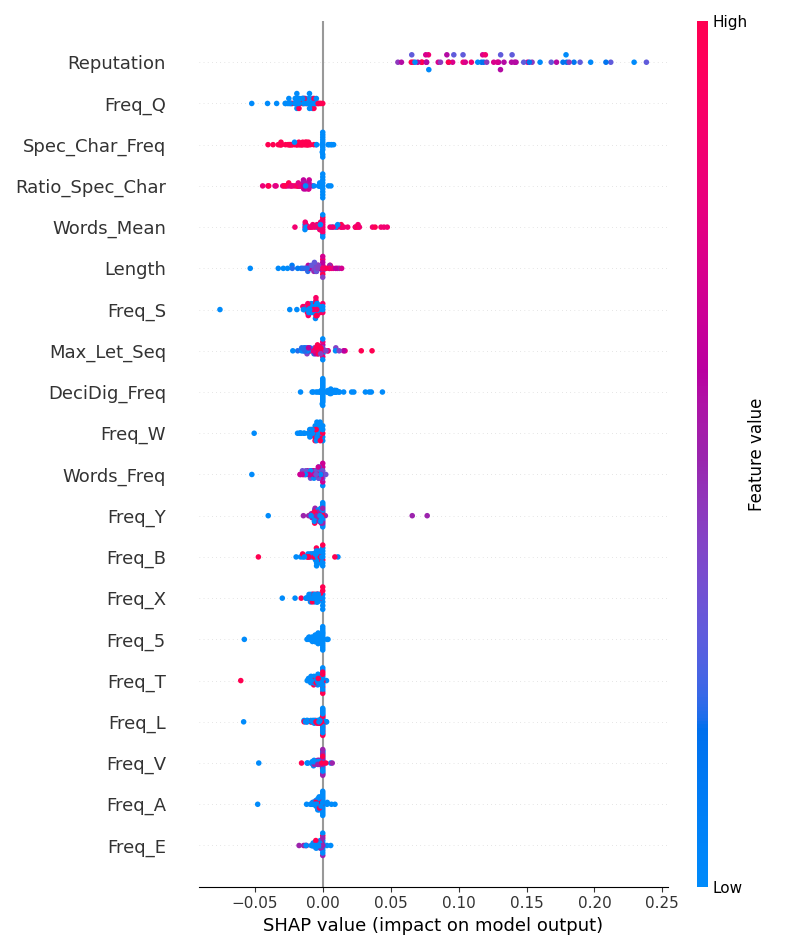 High
Reputation
Freq_Q
Spec_Char_Freq
Ratio_Spec_Char
Words_Mean
Length
Freq_S
Max_Let_Seq
DeciDig_Freq
Freq_W
Words_Freq
Freq_Y
Freq_B
Freq_X
Freq_5
Freq_T
Freq_L
Freq_V
Freq_A
Freq_E
Feature value
Low
−0.05 0.00 0.05 0.10 0.15 0.20 0.25
SHAP value (impact on model output)